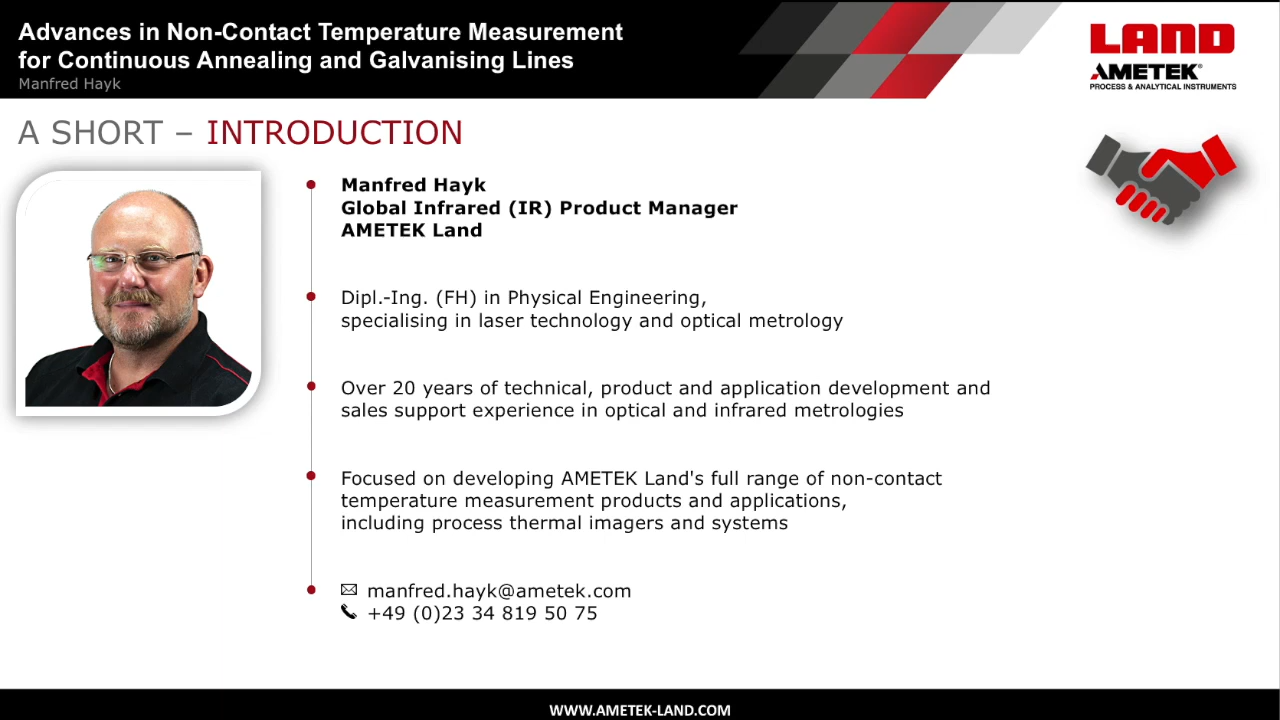 Advances in Non-Contact Temperature Measurement
for Continuous Annealing and Galvanising Lines
Manfred Hayk
LAND
AMETEK®
PROCESS & ANALYTICAL INSTRUMENTS
A SHORT – INTRODUCTION
Manfred Hayk
Global Infrared (IR) Product Manager
AMETEK Land
Dipl.-Ing. (FH) in Physical Engineering,
specialising in laser technology and optical metrology
Over 20 years of technical, product and application development and
sales support experience in optical and infrared metrologies
Focused on developing AMETEK Land's full range of non-contact
temperature measurement products and applications,
including process thermal imagers and systems
manfred.hayk@ametek.com
+49 (0)23 34 819 50 75
WWW.AMETEK-LAND.COM